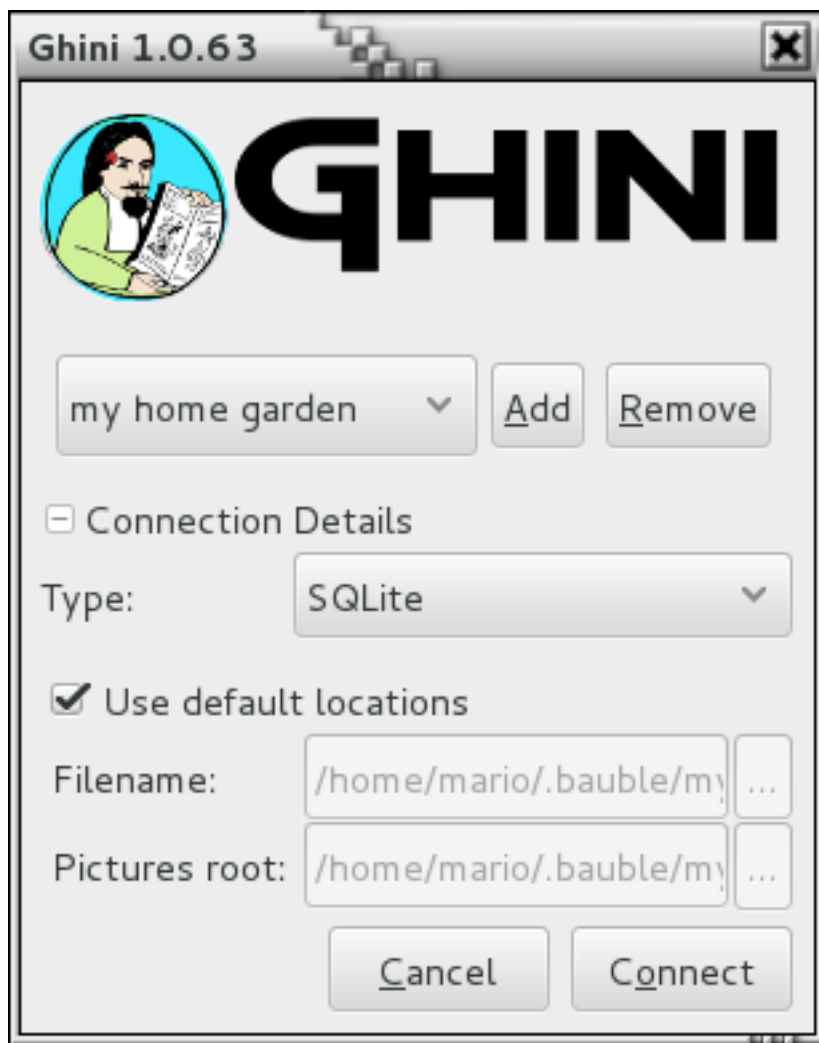 Ghini 1.0.63
GHINI
my home garden Add Remove
Connection Details
Type: SQLite
Use default locations
Filename: /home/mario/.bauble/my ...
Pictures root: /home/mario/.bauble/my ...
Cancel Connect